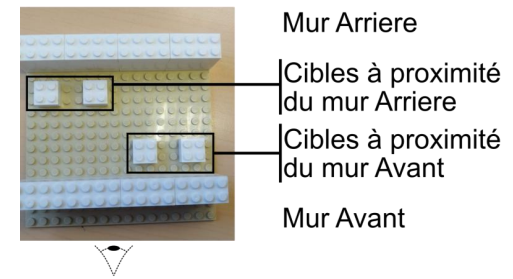 Mur Arriere
Cibles à proximité
du mur Arriere
Cibles à proximité
du mur Avant
Mur Avant